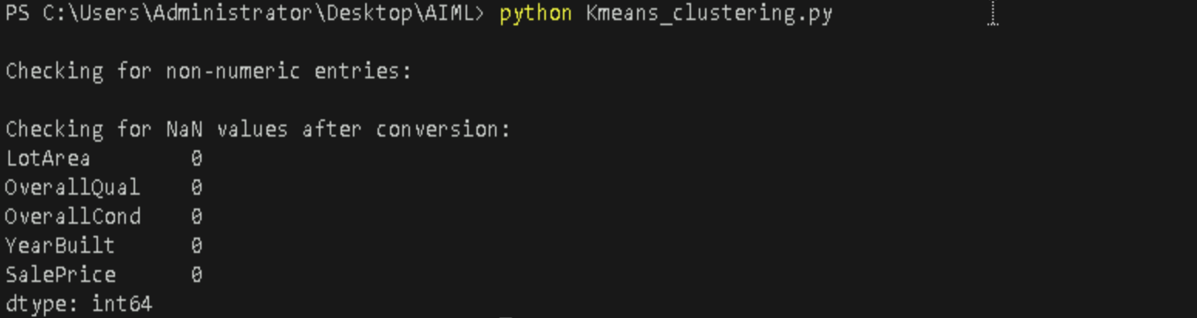 PS C:\Users\Administrator\Desktop\AIML> python Kmeans_clustering.py
Checking for non-numeric entries:
Checking for NaN values after conversion:
LotArea 0
OverallQual 0
OverallCond 0
YearBuilt 0
SalePrice 0
dtype: int64